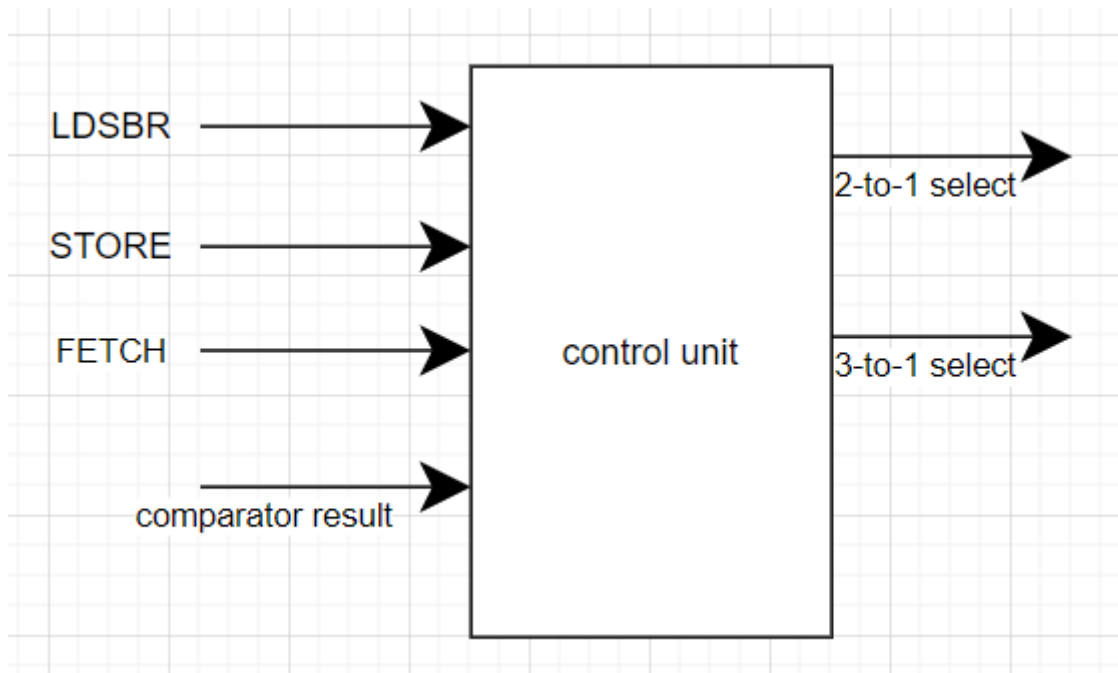 LDSBR
2-to-1 select
STORE
FETCH
control unit
3-to-1 select
comparator result